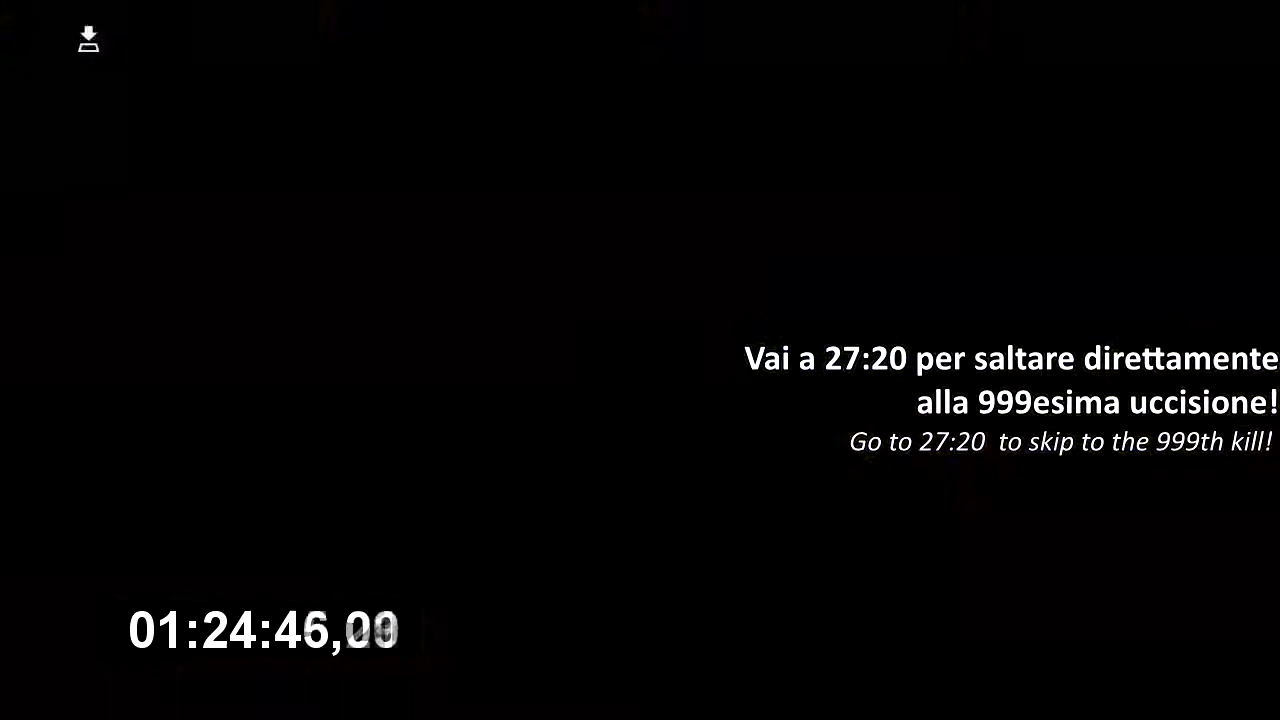 Vai a 27:20 per saltare direttamente
alla 999esima uccisione!
Go to 27:20 to skip to the 999th kill!
01:24:46,